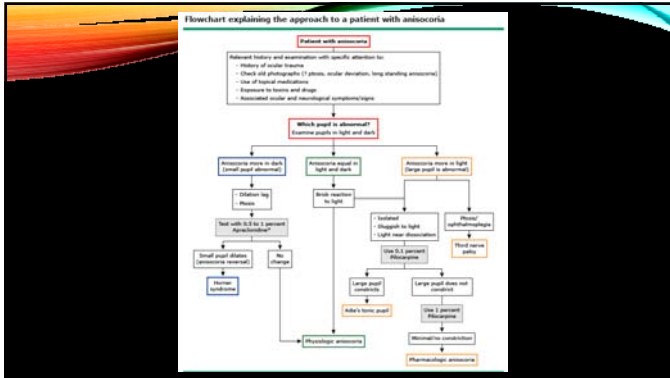 Flowchart explaining the approach to a patient with anisocoria
Patient with anisocoria
Relevant history and examination with specific attention to:
- History of ocular trauma
- Check old photographs (? ptosis, ocular deviation, long standing anisocoria)
- Use of topical medications
- Exposure to toxins and drugs
- Associated ocular and neurological symptoms/signs
Which pupil is abnormal?
Examine pupils in light and dark
Anisocoria more in dark
(small pupil abnormal)
Anisocoria equal in
light and dark
Anisocoria more in light
(large pupil is abnormal)
- Dilation lag
- Ptosis
Brisk reaction
to light
- Isolated
- Sluggish to light
- Light near dissociation
Ptosis/
ophthalmoplegia
Test with 0.5 to 1 percent
Apraclonidine*
Use 0.1 percent
Pilocarpine
Third nerve
palsy
Small pupil dilates
(anisocoria reversal)
No
change
Large pupil
constricts
Large pupil does not
constrict
Horner
syndrome
Adie's tonic pupil
Use 1 percent
Pilocarpine
Physiologic anisocoria
Minimal/no constriction
Pharmacologic anisocoria